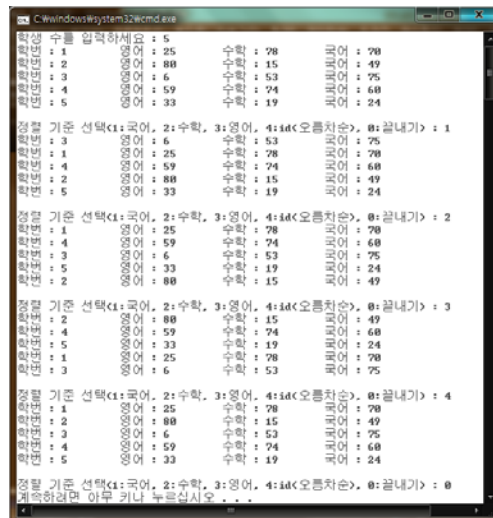 C:₩windows₩system32₩cmd.exe
학생 수를 입력하세요 : 5
학번 : 1 영어 : 25 수학 : 78 국어 : 70
학번 : 2 영어 : 80 수학 : 15 국어 : 49
학번 : 3 영어 : 6 수학 : 53 국어 : 75
학번 : 4 영어 : 59 수학 : 74 국어 : 60
학번 : 5 영어 : 33 수학 : 19 국어 : 24
정렬 기준 선택(1:국어, 2:수학, 3:영어, 4:id(오름차순), 0:끝내기) : 1
학번 : 3 영어 : 6 수학 : 53 국어 : 75
학번 : 1 영어 : 25 수학 : 78 국어 : 70
학번 : 4 영어 : 59 수학 : 74 국어 : 60
학번 : 2 영어 : 80 수학 : 15 국어 : 49
학번 : 5 영어 : 33 수학 : 19 국어 : 24
정렬 기준 선택(1:국어, 2:수학, 3:영어, 4:id(오름차순), 0:끝내기) : 2
학번 : 1 영어 : 25 수학 : 78 국어 : 70
학번 : 4 영어 : 59 수학 : 74 국어 : 60
학번 : 3 영어 : 6 수학 : 53 국어 : 75
학번 : 5 영어 : 33 수학 : 19 국어 : 24
학번 : 2 영어 : 80 수학 : 15 국어 : 49
정렬 기준 선택(1:국어, 2:수학, 3:영어, 4:id(오름차순), 0:끝내기) : 3
학번 : 2 영어 : 80 수학 : 15 국어 : 49
학번 : 4 영어 : 59 수학 : 74 국어 : 60
학번 : 5 영어 : 33 수학 : 19 국어 : 24
학번 : 1 영어 : 25 수학 : 78 국어 : 70
학번 : 3 영어 : 6 수학 : 53 국어 : 75
정렬 기준 선택(1:국어, 2:수학, 3:영어, 4:id(오름차순), 0:끝내기) : 4
학번 : 1 영어 : 25 수학 : 78 국어 : 70
학번 : 2 영어 : 80 수학 : 15 국어 : 49
학번 : 3 영어 : 6 수학 : 53 국어 : 75
학번 : 4 영어 : 59 수학 : 74 국어 : 60
학번 : 5 영어 : 33 수학 : 19 국어 : 24
정렬 기준 선택(1:국어, 2:수학, 3:영어, 4:id(오름차순), 0:끝내기) : 0
계속하려면 아무 키나 누르십시오 . . .